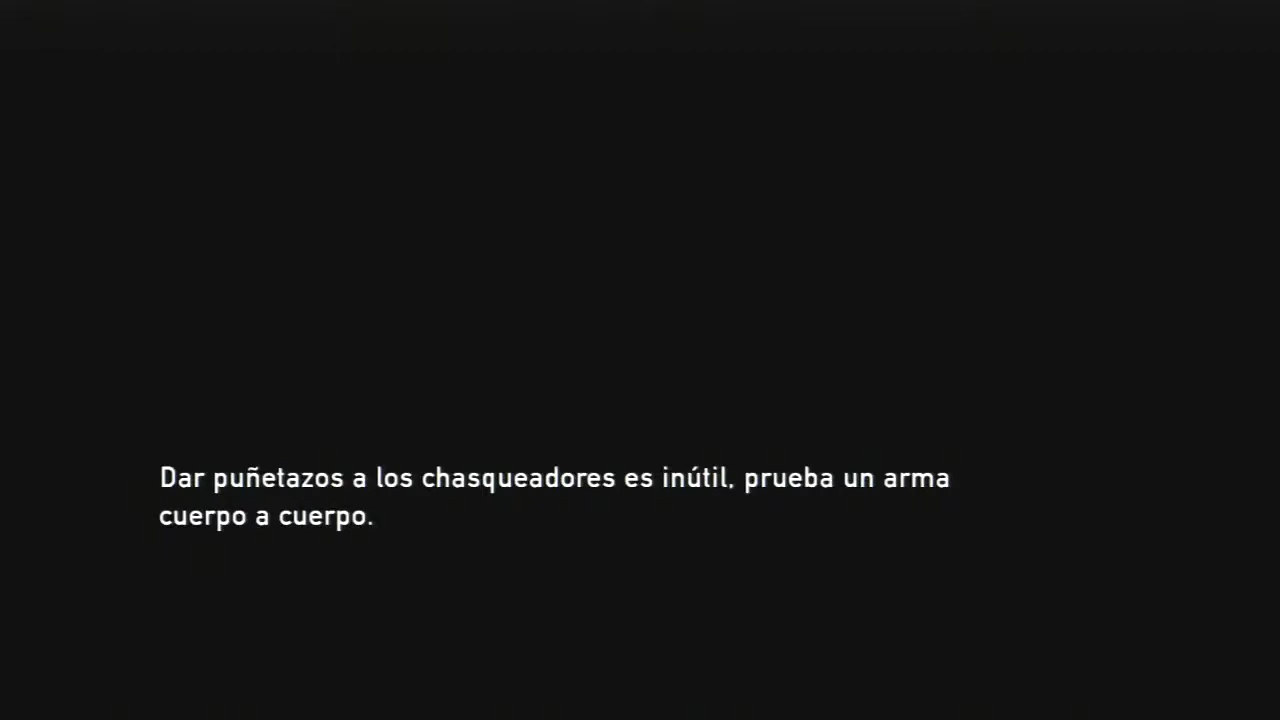 Dar puñetazos a los chasqueadores es inútil, prueba un arma
cuerpo a cuerpo.